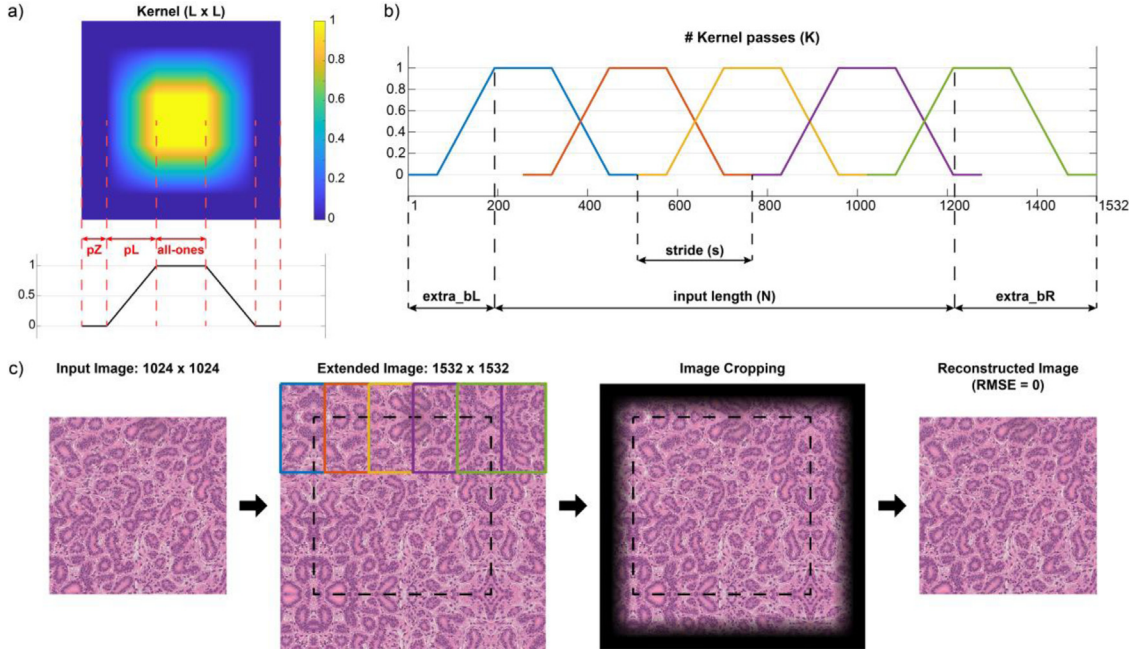 a)
Kernel (L x L)
1
0.8
0.6
0.4
0.2
0
pZ
pL
all-ones
1
0.5
0
b)
# Kernel passes (K)
1
0.8
0.6
0.4
0.2
0
1 200 400 600 800 1000 1200 1400 1532
stride (s)
extra_bL input length (N) extra_bR
c)
Input Image: 1024 x 1024
Extended Image: 1532 x 1532
Image Cropping
Reconstructed Image
(RMSE = 0)